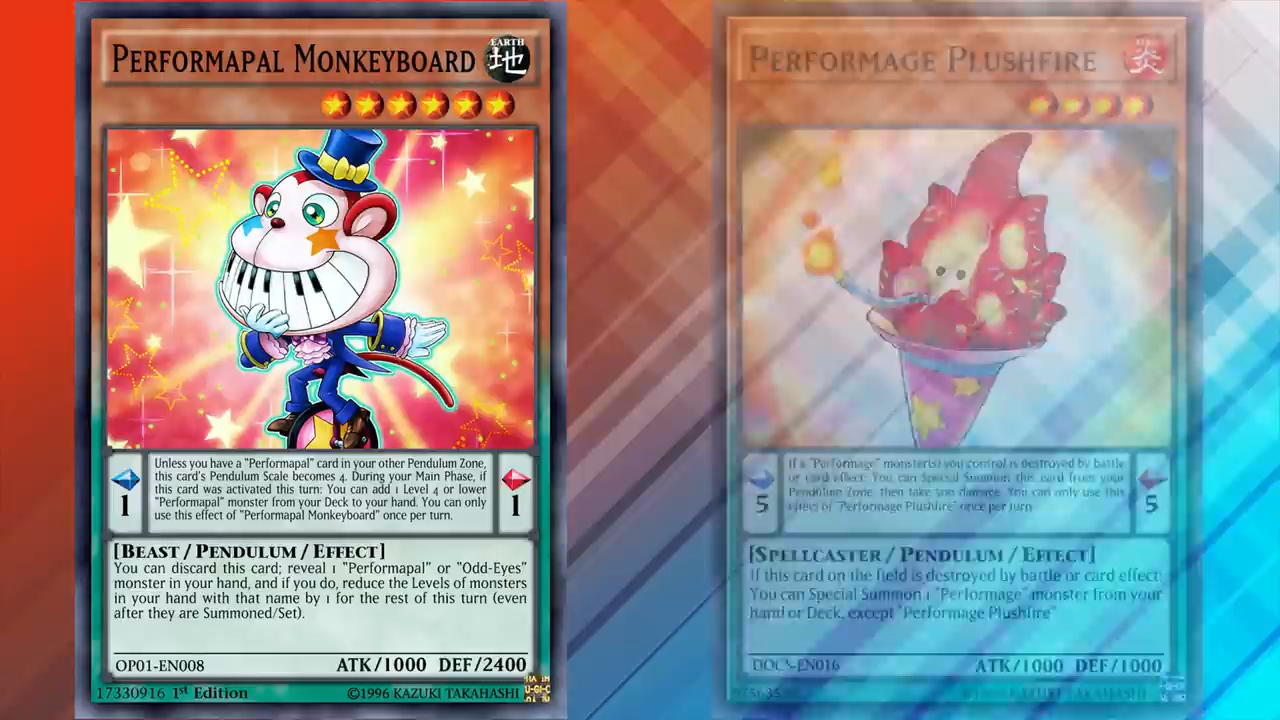 PERFORMAPAL MONKEYBOARD
EARTH
地
Unless you have a "Performapal" card in your other Pendulum Zone,
this card's Pendulum Scale becomes 4. During your Main Phase, if
this card was activated this turn: You can add 1 Level 4 or lower
"Performapal" monster from your Deck to your hand. You can only
use this effect of "Performapal Monkeyboard" once per turn.
1
1
[BEAST / PENDULUM / EFFECT]
You can discard this card; reveal 1 "Performapal" or "Odd-Eyes"
monster in your hand, and if you do, reduce the Levels of monsters
in your hand with that name by 1 for the rest of this turn (even
after they are Summoned/Set).
OP01-EN008
ATK/1000 DEF/2400
17330916 1st Edition
©1996 KAZUKI TAKAHASHI
PERFORMAGE PLUSHFIRE
炎
If a "Performage" monster(s) you control is destroyed by battle
or card effect: You can Special Summon this card from your
Pendulum Zone, then take 500 damage. You can only use this
effect of "Performage Plushfire" once per turn.
5
5
[SPELLCASTER / PENDULUM / EFFECT]
If this card on the field is destroyed by battle or card effect:
You can Special Summon 1 "Performage" monster from your
hand or Deck, except "Performage Plushfire"
EN016
ATK/1000 DEF/1000